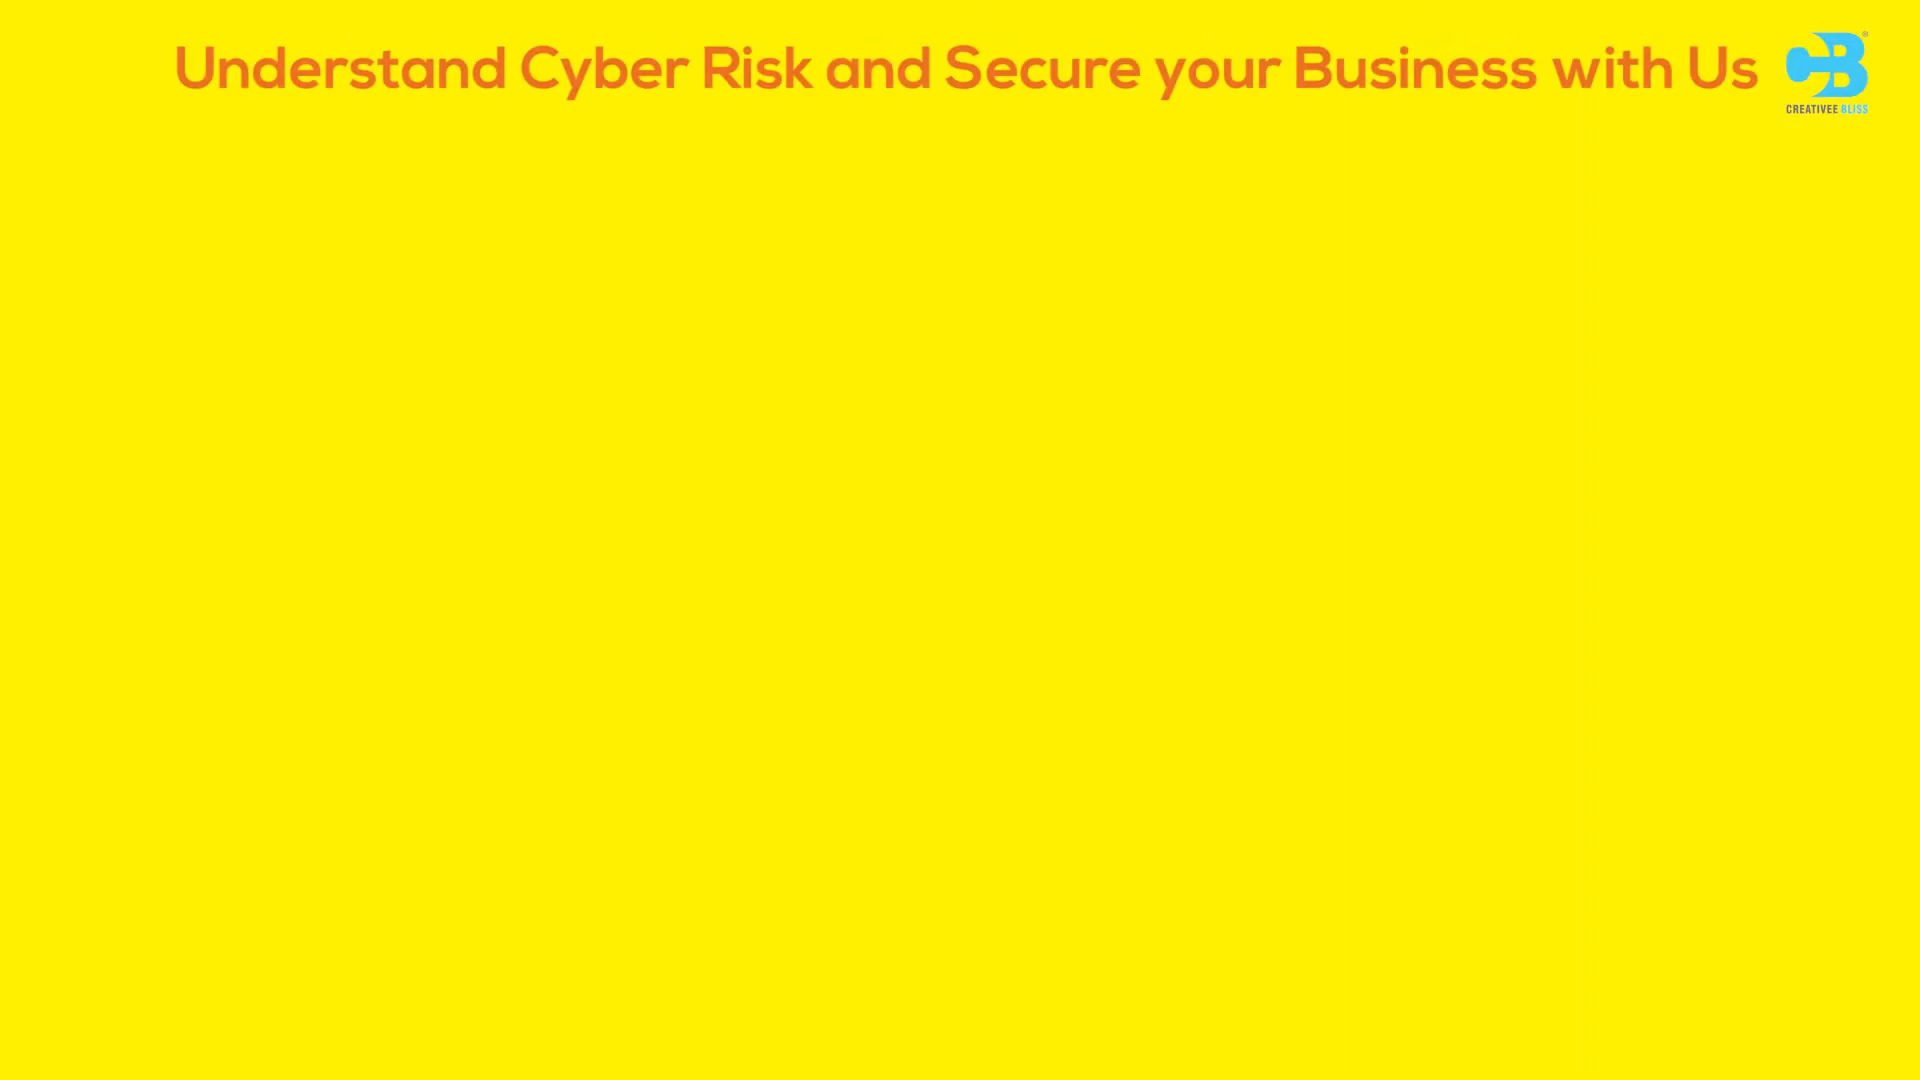 Understand Cyber Risk and Secure your Business with Us
CB®
CREATIVEE BLISS